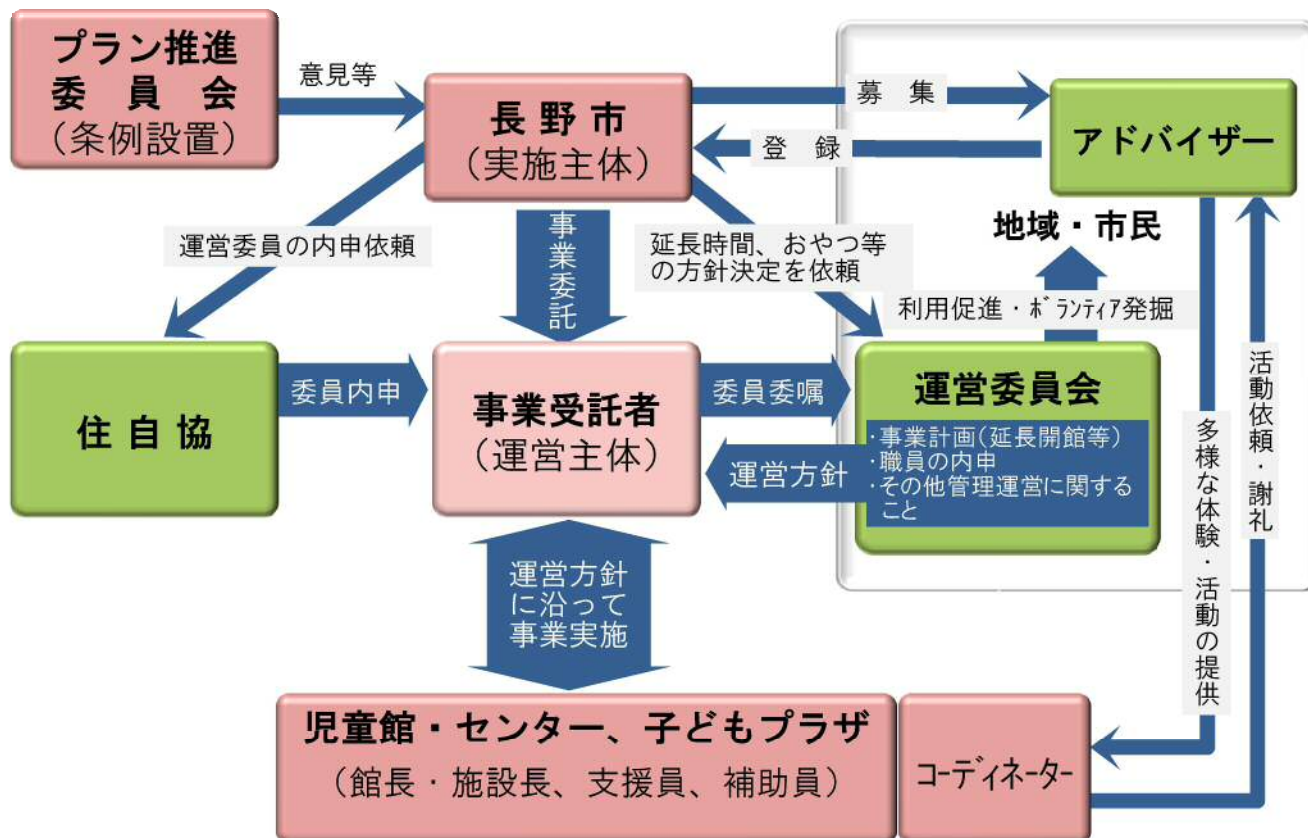 プラン推進
委員会
（条例設置）
意見等
長野市
（実施主体）
募集
登録
アドバイザー
運営委員の内申依頼
事業委託
延長時間、おやつ等
の方針決定を依頼
地域・市民
利用促進・ﾎﾞﾗﾝﾃｨｱ発掘
住自協
委員内申
事業受託者
（運営主体）
委員委嘱
運営方針
運営委員会
・事業計画（延長開館等）
・職員の内申
・その他管理運営に関する
こと
活動依頼・謝礼
多様な体験・活動の提供
運営方針
に沿って
事業実施
児童館・センター、子どもプラザ
（館長・施設長、支援員、補助員）
ｺｰﾃﾞｨﾈｰﾀｰ